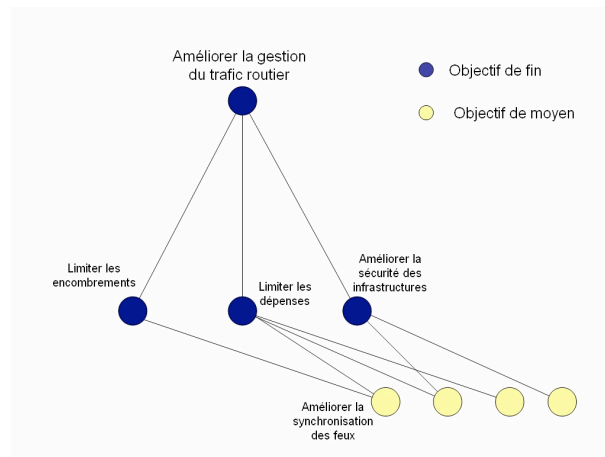 Améliorer la gestion
du trafic routier
Objectif de fin
Objectif de moyen
Limiter les
encombrements
Limiter les
dépenses
Améliorer la
sécurité des
infrastructures
Améliorer la
synchronisation
des feux